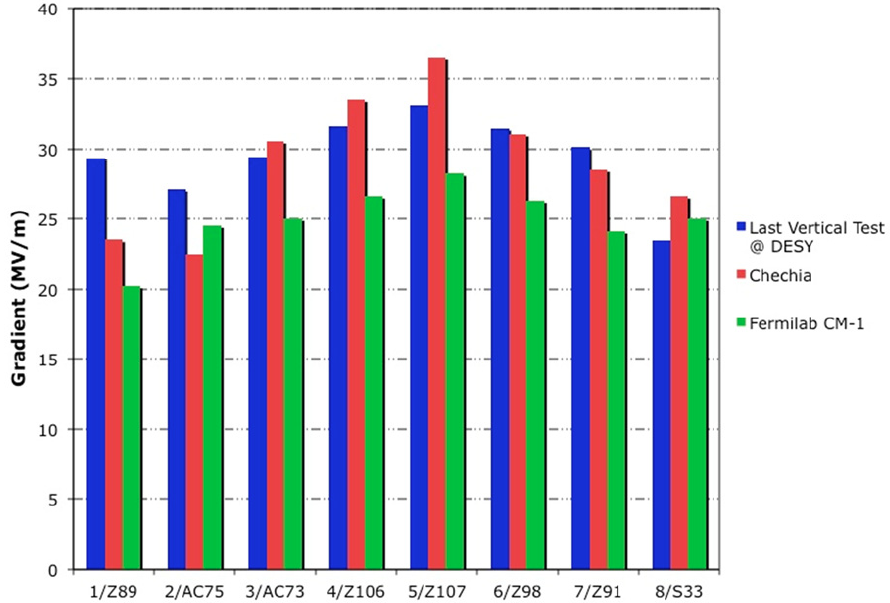 40
35
30
25
20
15
10
5
0
Gradient (MV/m)
1/Z89 2/AC75 3/AC73 4/Z106 5/Z107 6/Z98 7/Z91 8/S33
Last Vertical Test
@ DESY
Chechia
Fermilab CM-1